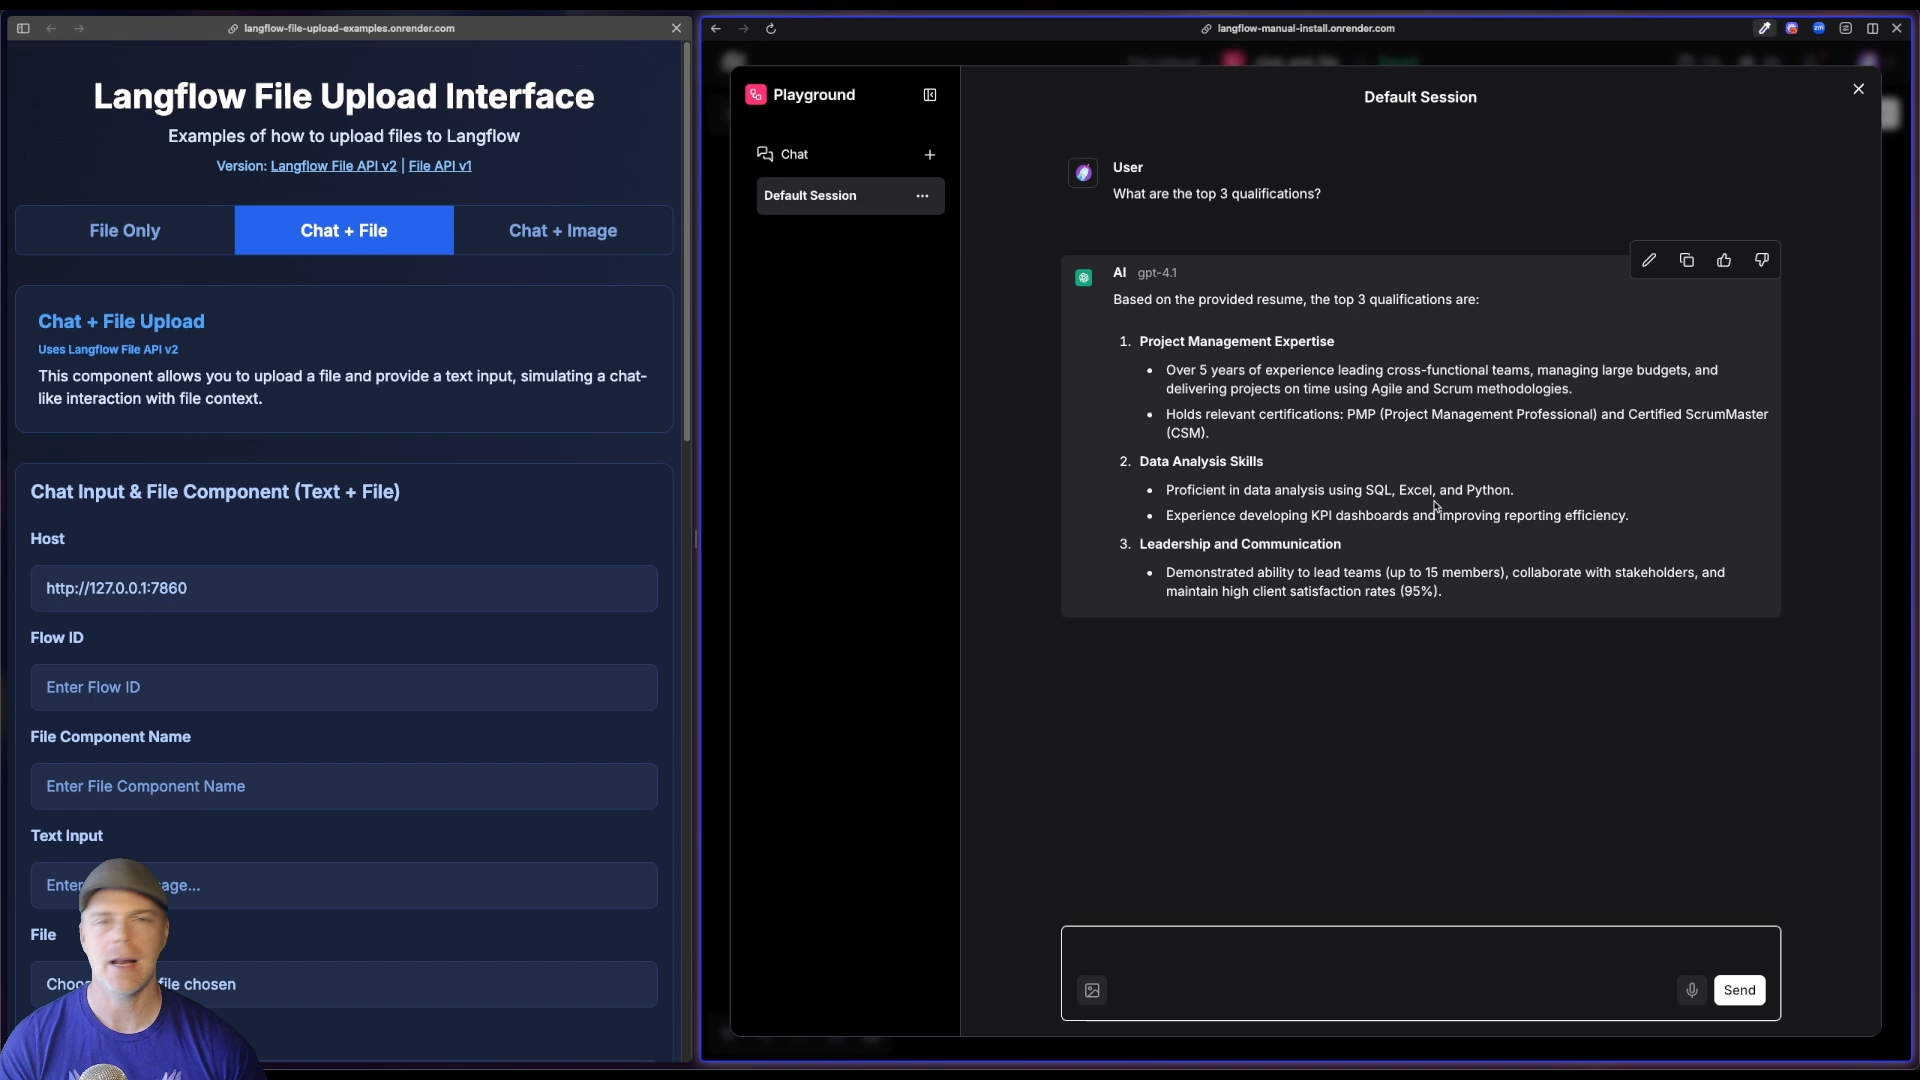 langflow-file-upload-examples.onrender.com
Langflow File Upload Interface
Examples of how to upload files to Langflow
Version: Langflow File API v2 | File API v1
File Only
Chat + File
Chat + Image
Chat + File Upload
Uses Langflow File API v2
This component allows you to upload a file and provide a text input, simulating a chat-
like interaction with file context.
Chat Input & File Component (Text + File)
Host
http://127.0.0.1:7860
Flow ID
Enter Flow ID
File Component Name
Enter File Component Name
Text Input
File
file chosen
langflow-manual-install.onrender.com
Playground
Chat
Default Session
Default Session
User
What are the top 3 qualifications?
AI gpt-4.1
Based on the provided resume, the top 3 qualifications are:
1. Project Management Expertise
• Over 5 years of experience leading cross-functional teams, managing large budgets, and
delivering projects on time using Agile and Scrum methodologies.
• Holds relevant certifications: PMP (Project Management Professional) and Certified ScrumMaster
(CSM).
2. Data Analysis Skills
• Proficient in data analysis using SQL, Excel, and Python.
• Experience developing KPI dashboards and improving reporting efficiency.
3. Leadership and Communication
• Demonstrated ability to lead teams (up to 15 members), collaborate with stakeholders, and
maintain high client satisfaction rates (95%).
Send